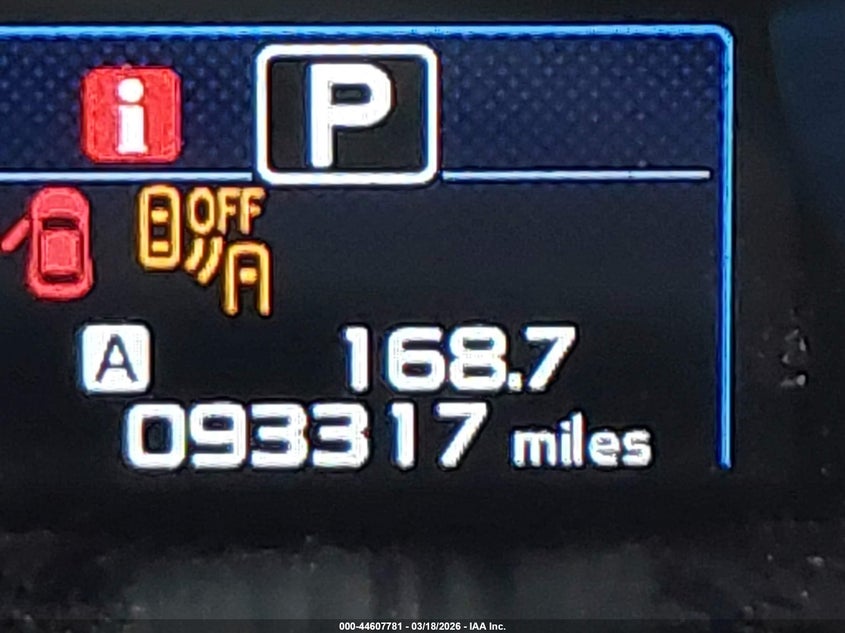 i P
OFF
A 168.7
093317 miles
000-44607781 - 03/18/2026 - IAA Inc.